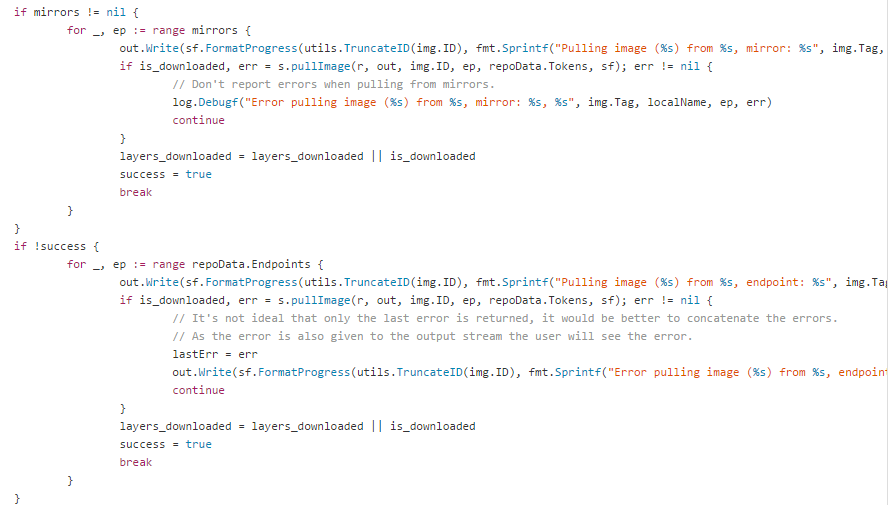 if mirrors != nil {
for _, ep := range mirrors {
out.Write(sf.FormatProgress(utils.TruncateID(img.ID), fmt.Sprintf("Pulling image (%s) from %s, mirror: %s", img.Tag,
if is_downloaded, err = s.pullImage(r, out, img.ID, ep, repoData.Tokens, sf); err != nil {
// Don't report errors when pulling from mirrors.
log.Debugf("Error pulling image (%s) from %s, mirror: %s, %s", img.Tag, localName, ep, err)
continue
}
layers_downloaded = layers_downloaded || is_downloaded
success = true
break
}
}
if !success {
for _, ep := range repoData.Endpoints {
out.Write(sf.FormatProgress(utils.TruncateID(img.ID), fmt.Sprintf("Pulling image (%s) from %s, endpoint: %s", img.Ta
if is_downloaded, err = s.pullImage(r, out, img.ID, ep, repoData.Tokens, sf); err != nil {
// It's not ideal that only the last error is returned, it would be better to concatenate the errors.
// As the error is also given to the output stream the user will see the error.
lastErr = err
out.Write(sf.FormatProgress(utils.TruncateID(img.ID), fmt.Sprintf("Error pulling image (%s) from %s, endpoin
continue
}
layers_downloaded = layers_downloaded || is_downloaded
success = true
break
}
}